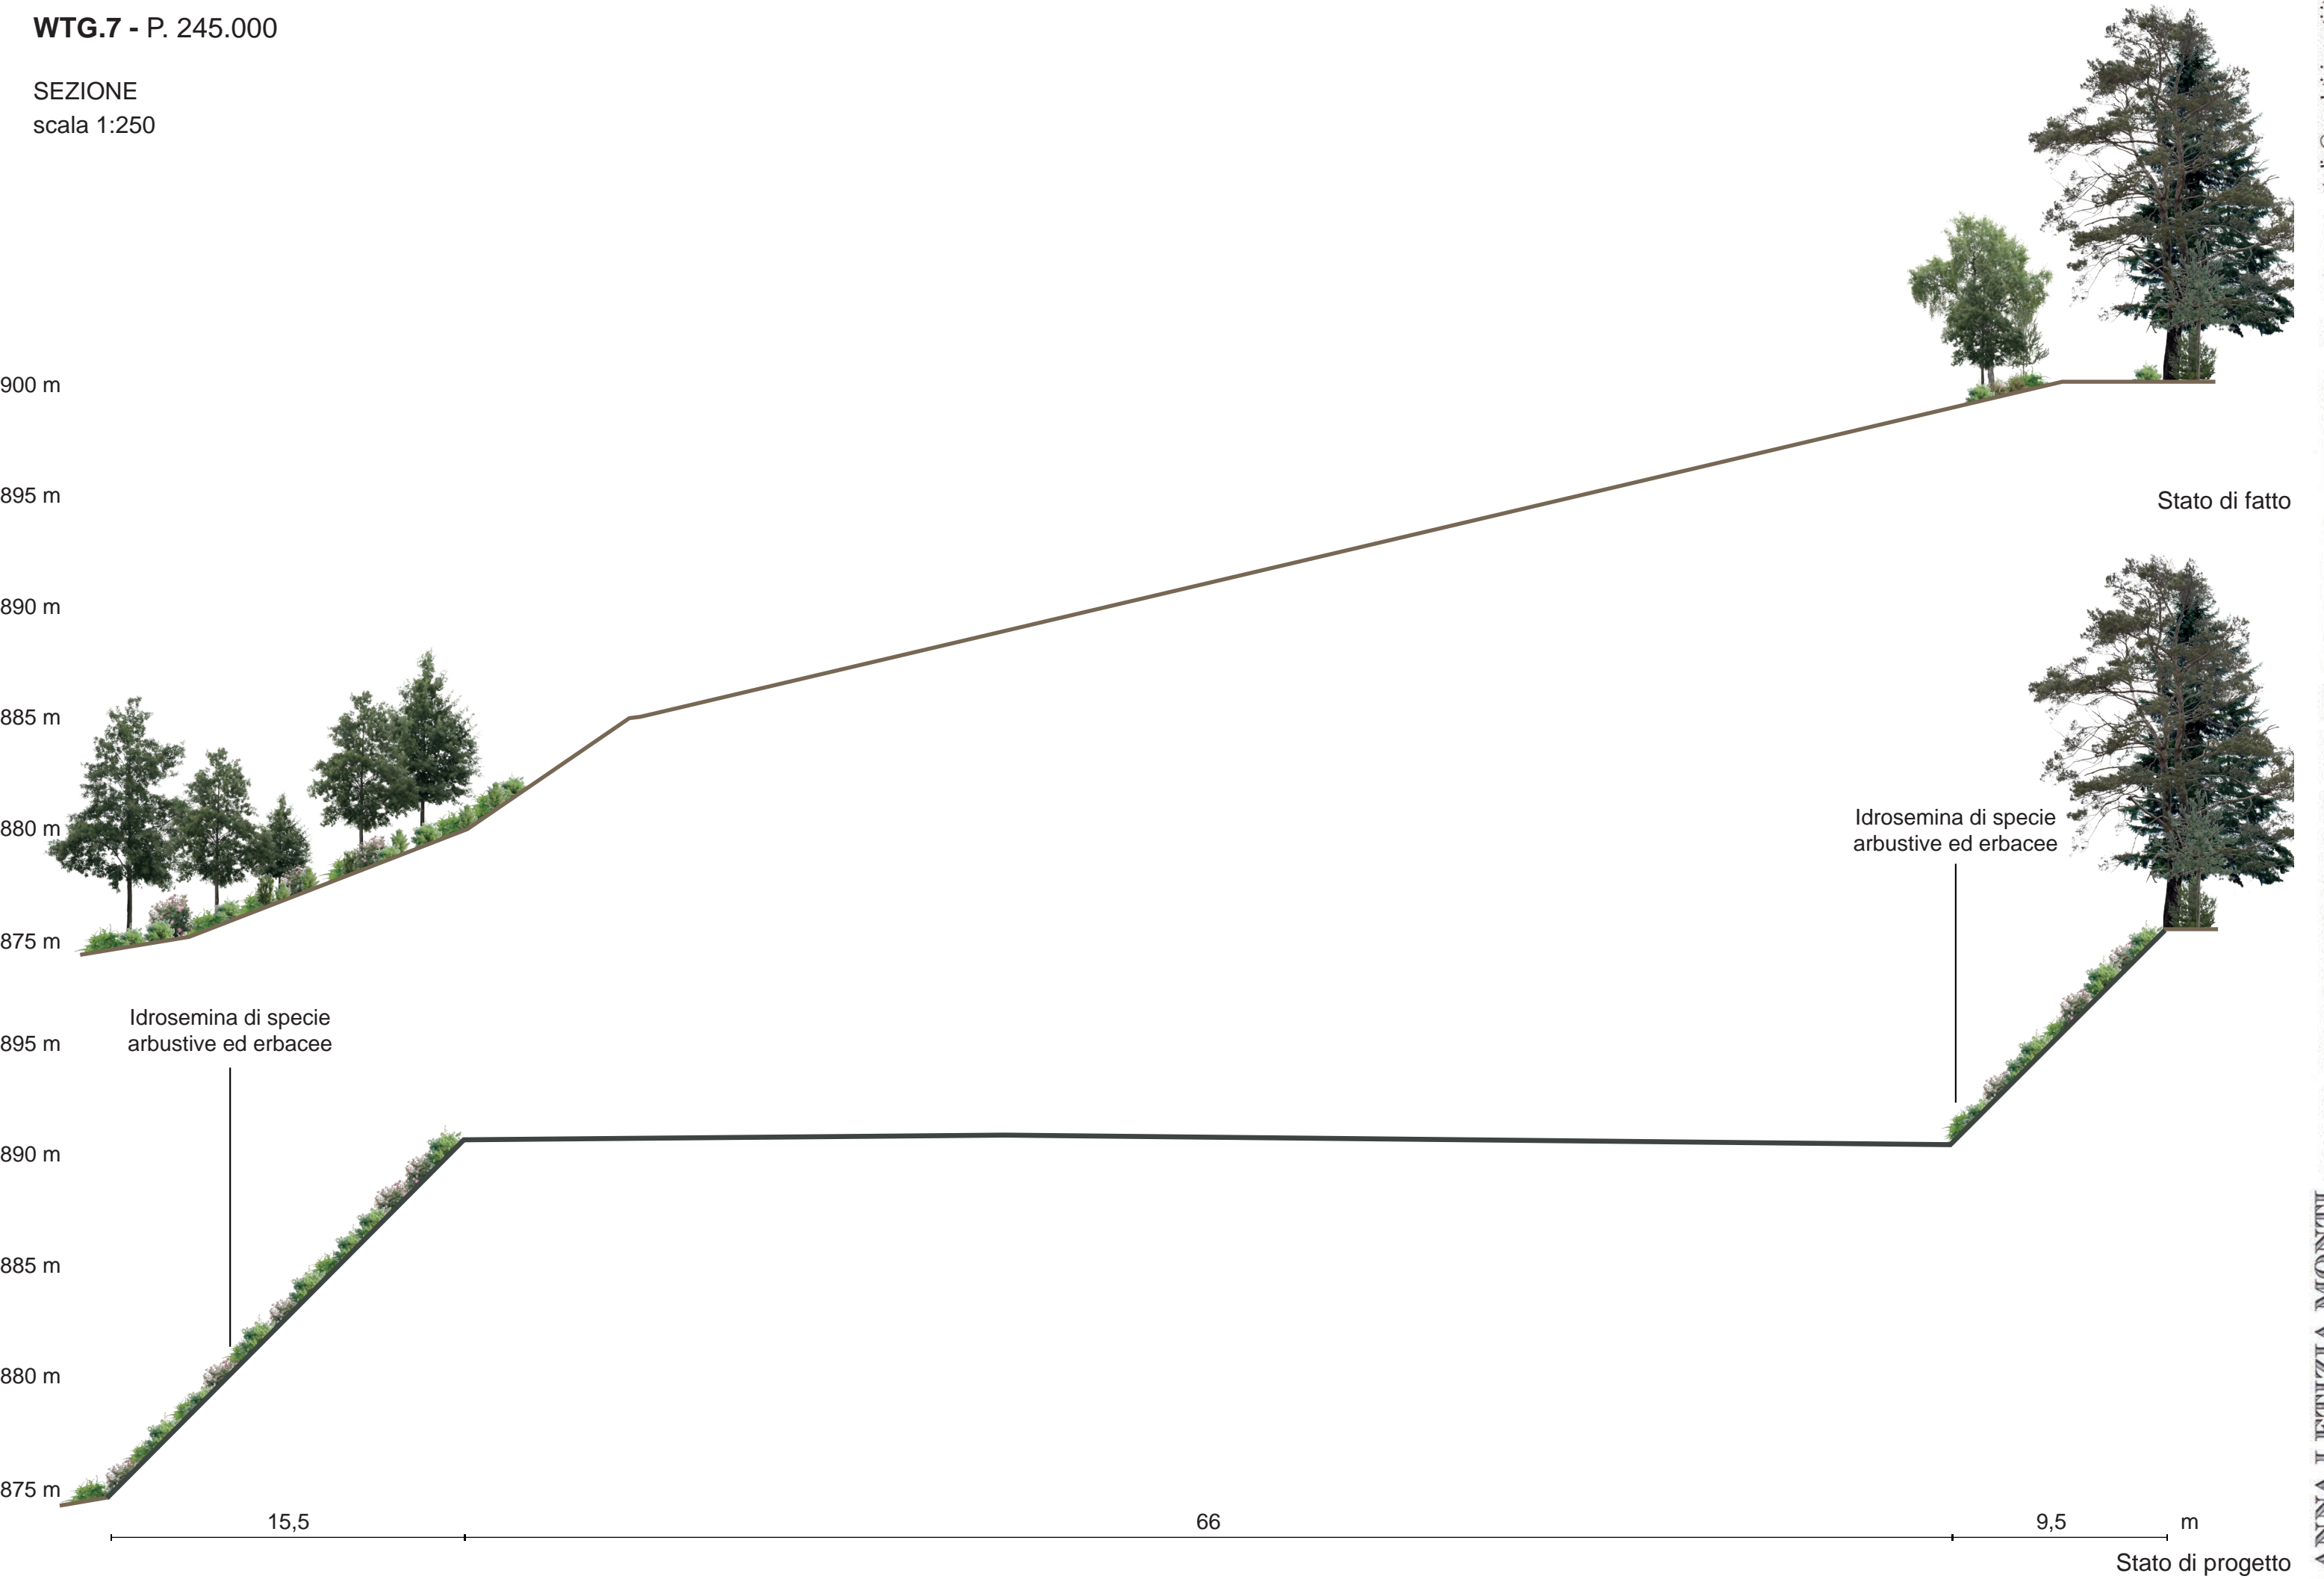 WTG.7 - P. 245.000
SEZIONE
scala 1:250
900 m
895 m
Stato di fatto
890 m
885 m
880 m
875 m
Idrosemina di specie
arbustive ed erbacee
Idrosemina di specie
arbustive ed erbacee
895 m
890 m
885 m
880 m
875 m
15,5
66
9,5
m
Stato di progetto